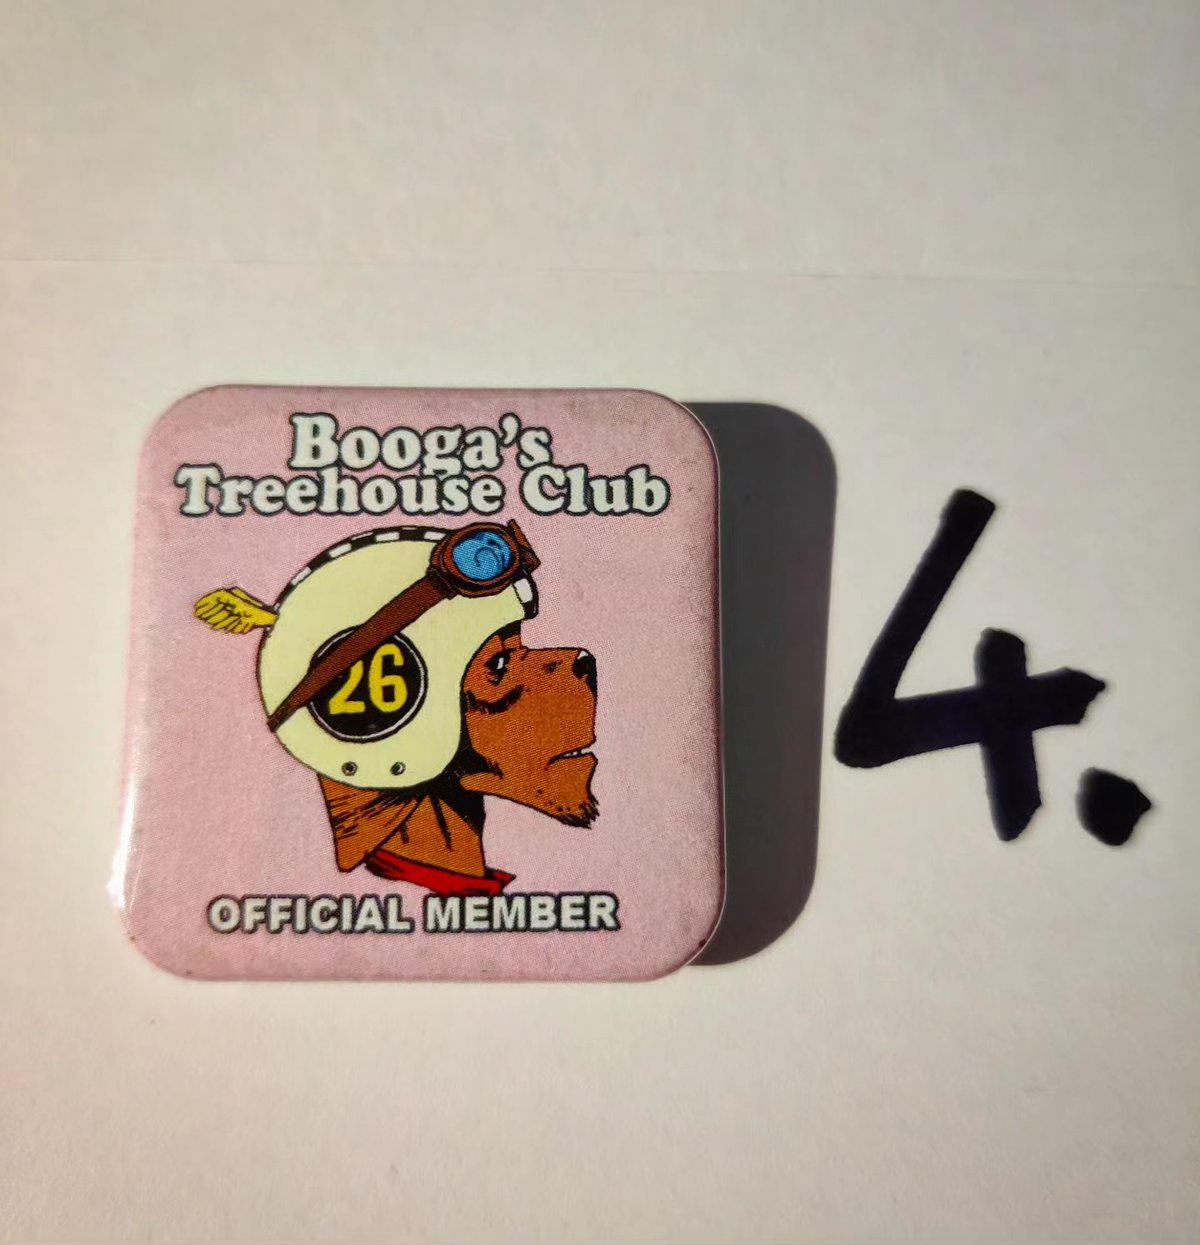 Booga's
Treehouse Club
26
OFFICIAL MEMBER
4.